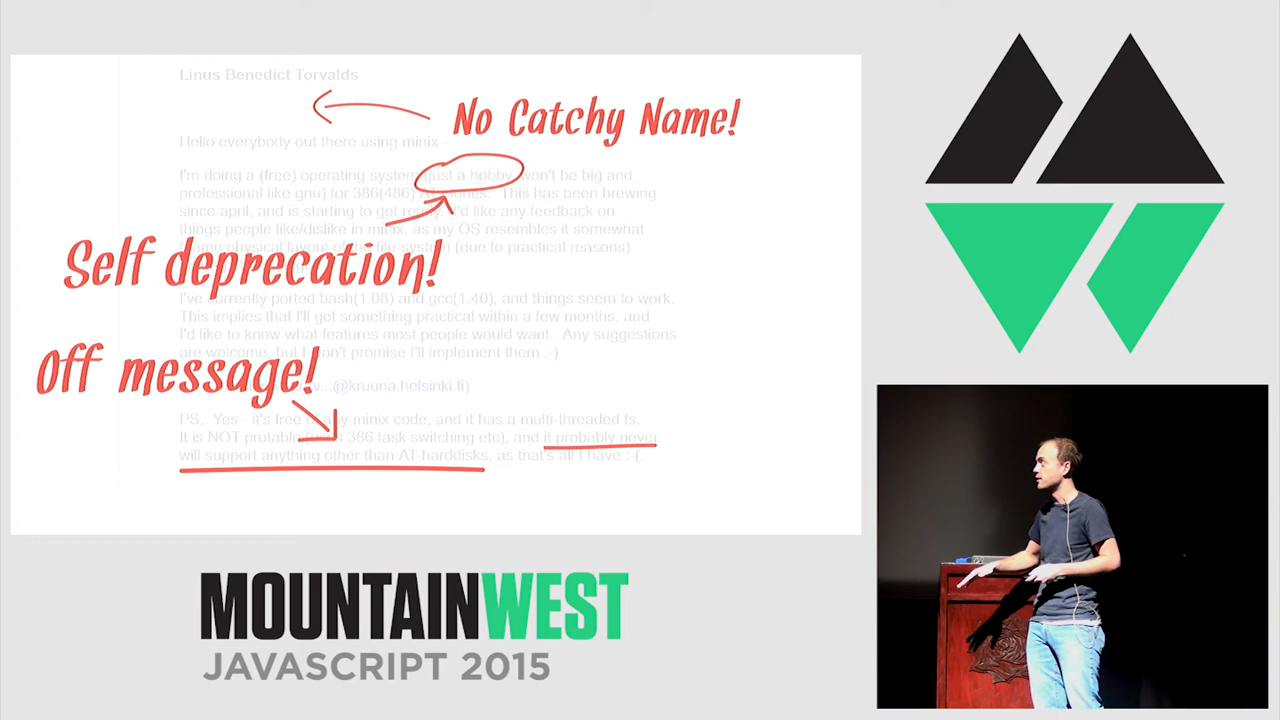 Linus Benedict Torvalds
No Catchy Name!
Hello everybody out there using minix -
I'm doing a (free) operating system (just a hobby, won't be big and
professional like gnu) for 386(486) AT clones. This has been brewing
since april, and is starting to get ready. I'd like any feedback on
things people like/dislike in minix, as my OS resembles it somewhat
physical layout of the file-system (due to practical reasons)
Self deprecation!
I've currently ported bash(1.08) and gcc(1.40), and things seem to work.
This implies that I'll get something practical within a few months, and
I'd like to know what features most people would want. Any suggestions
are welcome, but I won't promise I'll implement them :-)
Off message!
...@kruuna.helsinki.fi)
PS. Yes - it's free of any minix code, and it has a multi-threaded fs.
It is NOT protable (uses 386 task switching etc), and it probably never
will support anything other than AT-harddisks, as that's all I have :-(.
MOUNTAINWEST
JAVASCRIPT 2015